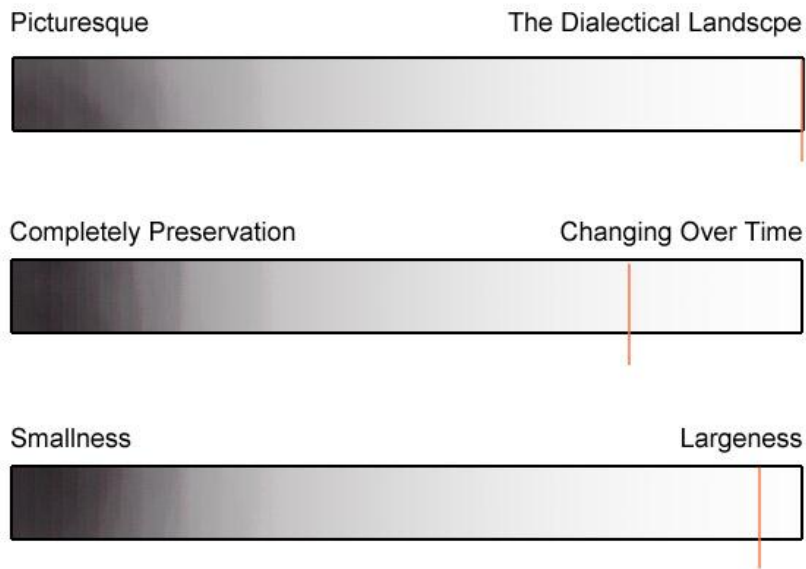 Picturesque The Dialectical Landscpe
Completely Preservation Changing Over Time
Smallness Largeness